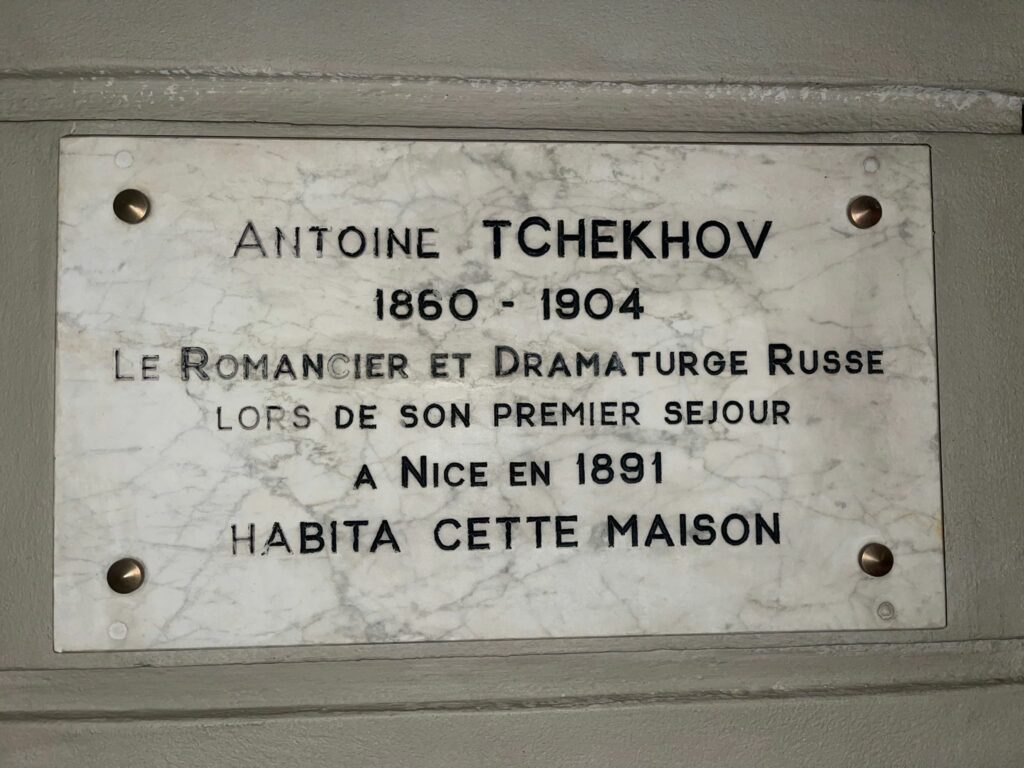 ANTOINE TCHEKHOV
1860 - 1904
LE ROMANCIER ET DRAMATURGE RUSSE
LORS DE SON PREMIER SEJOUR
A NICE EN 1891
HABITA CETTE MAISON